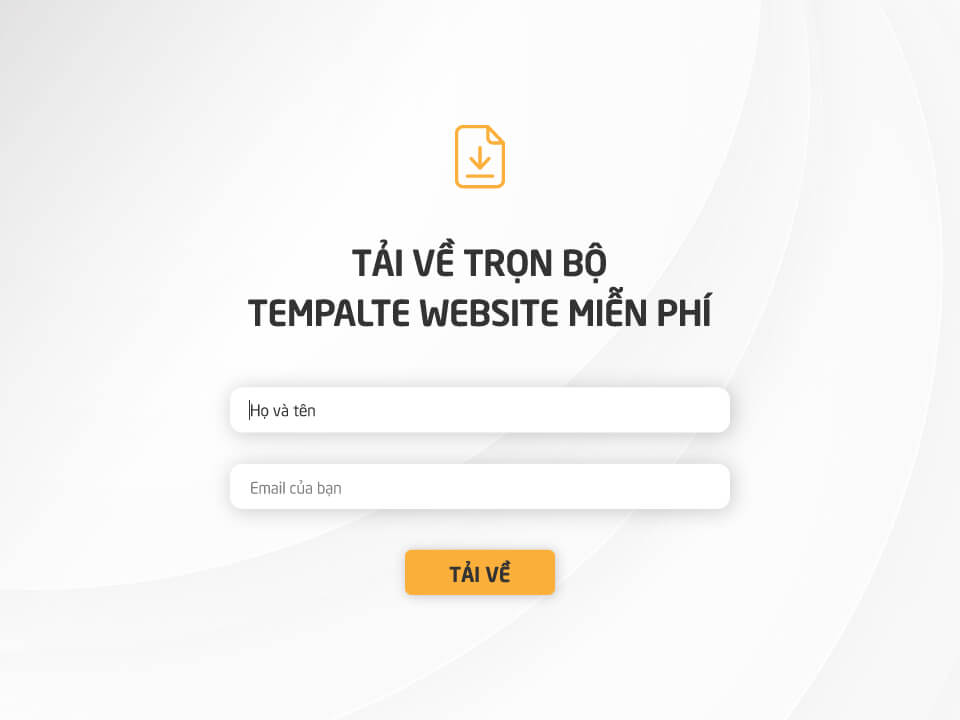 TẢI VỀ TRỌN BỘ
TEMPALTE WEBSITE MIỄN PHÍ
Họ và tên
Email của bạn
TẢI VỀ